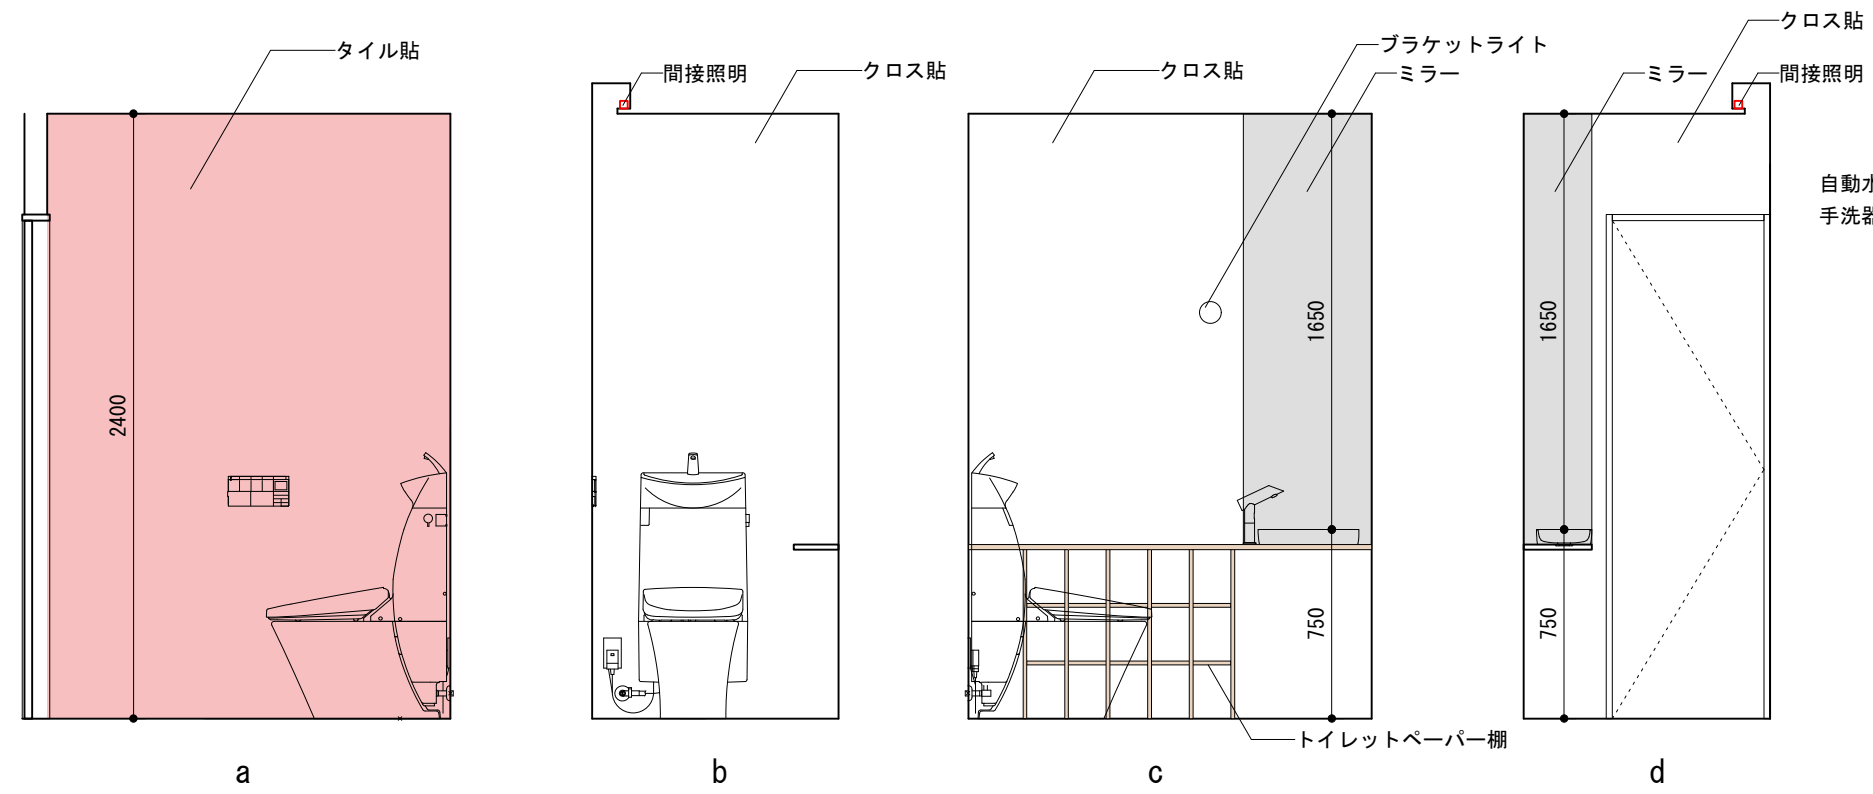 タイル貼
2400
a
間接照明
クロス貼
b
クロス貼
ブラケットライト
ミラー
1650
750
トイレットペーパー棚
c
クロス貼
ミラー
間接照明
1650
750
d
自動水
手洗器